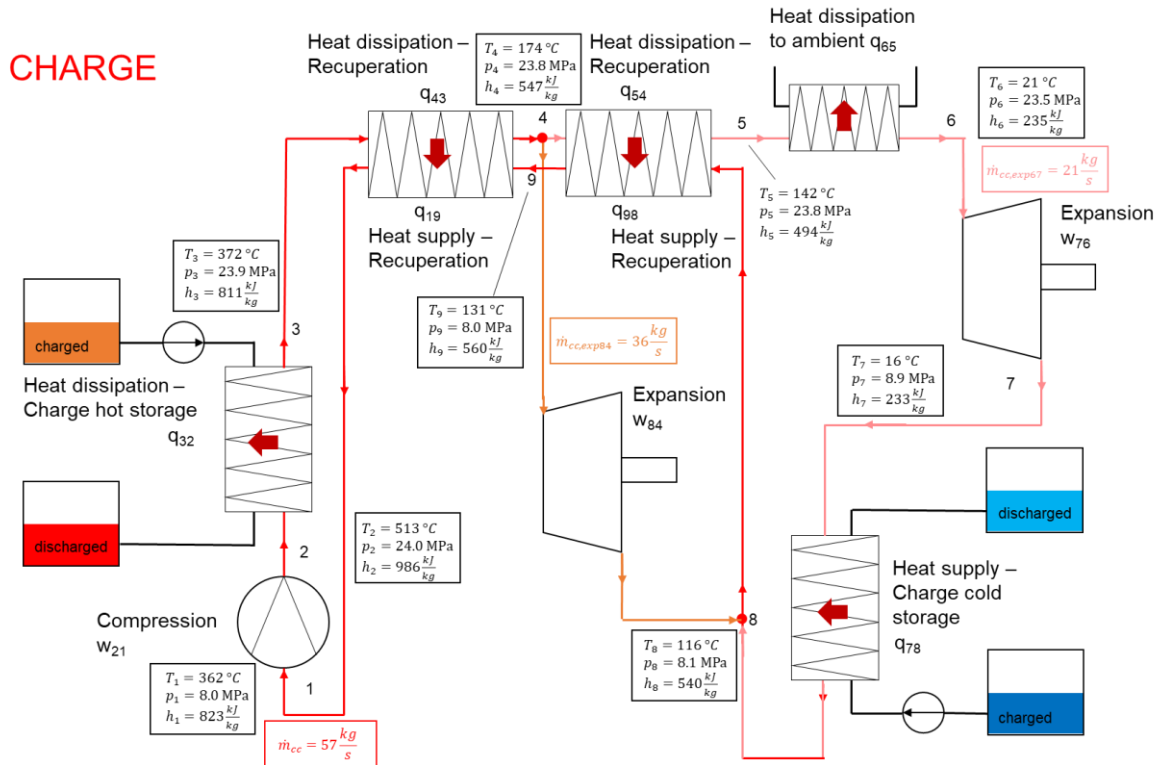 CHARGE
Heat dissipation –
Recuperation
q43
T4 = 174 °C
p4 = 23.8 MPa
h4 = 547 kJ/kg
4
Heat dissipation –
Recuperation
q54
Heat dissipation
to ambient q65
5
6
T6 = 21 °C
p6 = 23.5 MPa
h6 = 235 kJ/kg
ṁcc,exp67 = 21 kg/s
9
q19
Heat supply –
Recuperation
q98
Heat supply –
Recuperation
T5 = 142 °C
p5 = 23.8 MPa
h5 = 494 kJ/kg
Expansion
w76
T3 = 372 °C
p3 = 23.9 MPa
h3 = 811 kJ/kg
3
T9 = 131 °C
p9 = 8.0 MPa
h9 = 560 kJ/kg
ṁcc,exp84 = 36 kg/s
charged
Heat dissipation –
Charge hot storage
q32
Expansion
w84
T7 = 16 °C
p7 = 8.9 MPa
h7 = 233 kJ/kg
7
discharged
2
T2 = 513 °C
p2 = 24.0 MPa
h2 = 986 kJ/kg
discharged
Heat supply –
Charge cold
storage
q78
Compression
w21
8
T8 = 116 °C
p8 = 8.1 MPa
h8 = 540 kJ/kg
T1 = 362 °C
p1 = 8.0 MPa
h1 = 823 kJ/kg
1
ṁcc = 57 kg/s
charged